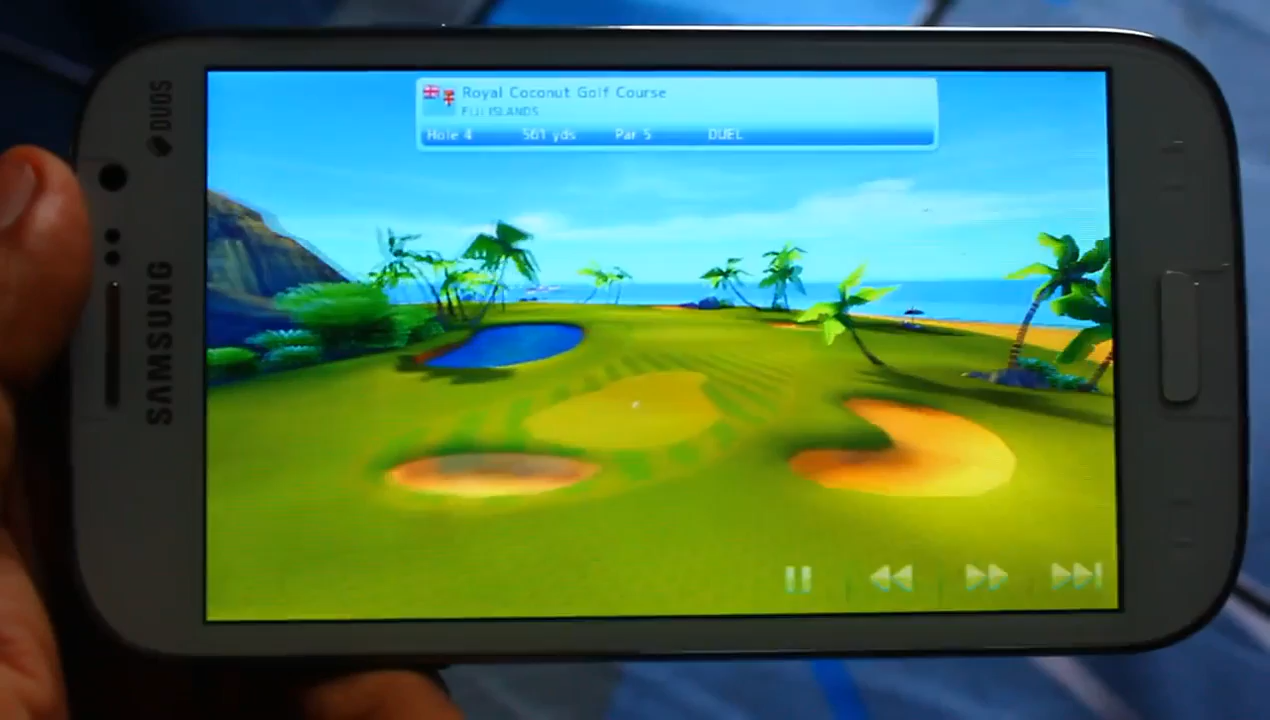 DUOS
SAMSUNG
Royal Coconut Golf Course
FIJI ISLANDS
Hole 4 561 yds Par 5 DUEL